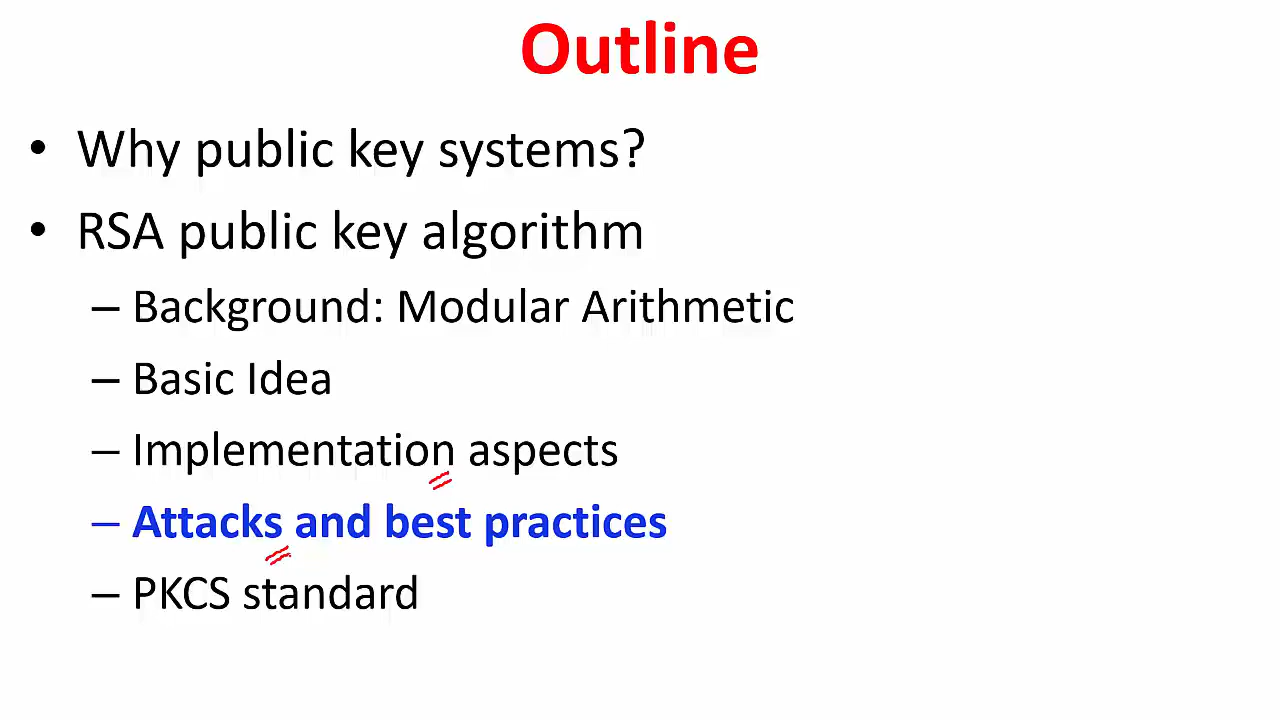 Outline
• Why public key systems?
• RSA public key algorithm
– Background: Modular Arithmetic
– Basic Idea
– Implementation aspects
– Attacks and best practices
– PKCS standard